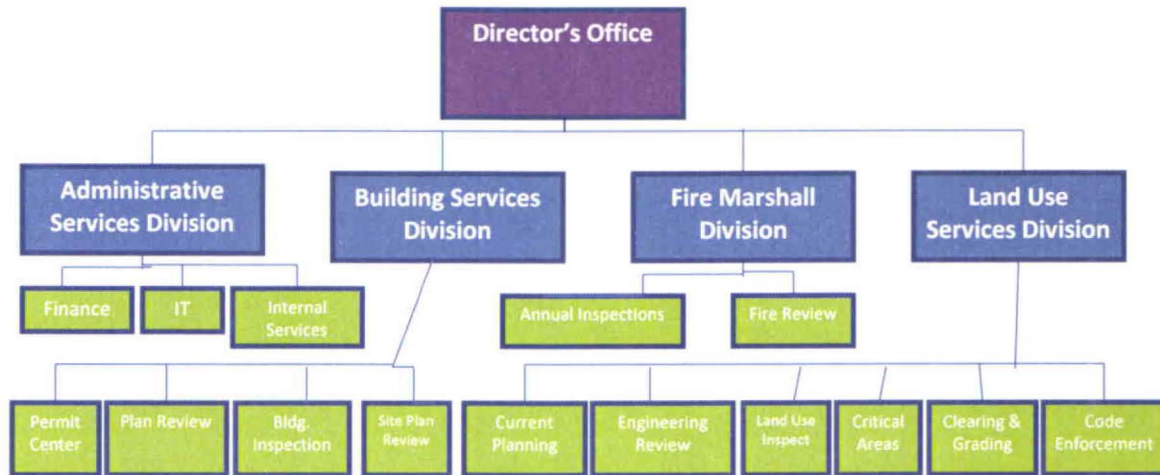 Director's Office
Administrative
Services Division
Building Services
Division
Fire Marshall
Division
Land Use
Services Division
Finance
IT
Internal
Services
Annual Inspections
Fire Review
Permit
Center
Plan Review
Bldg.
Inspection
Site Plan
Review
Current
Planning
Engineering
Review
Land Use
Inspect
Critical
Areas
Clearing &
Grading
Code
Enforcement